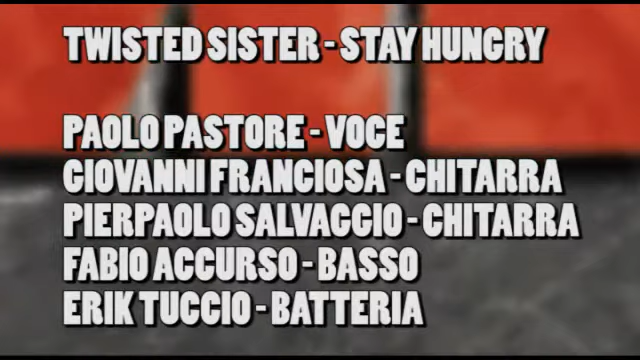 TWISTED SISTER - STAY HUNGRY
PAOLO PASTORE - VOCE
GIOVANNI FRANCIOSA - CHITARRA
PIERPAOLO SALVAGGIO - CHITARRA
FABIO ACCURSO - BASSO
ERIK TUCCIO - BATTERIA